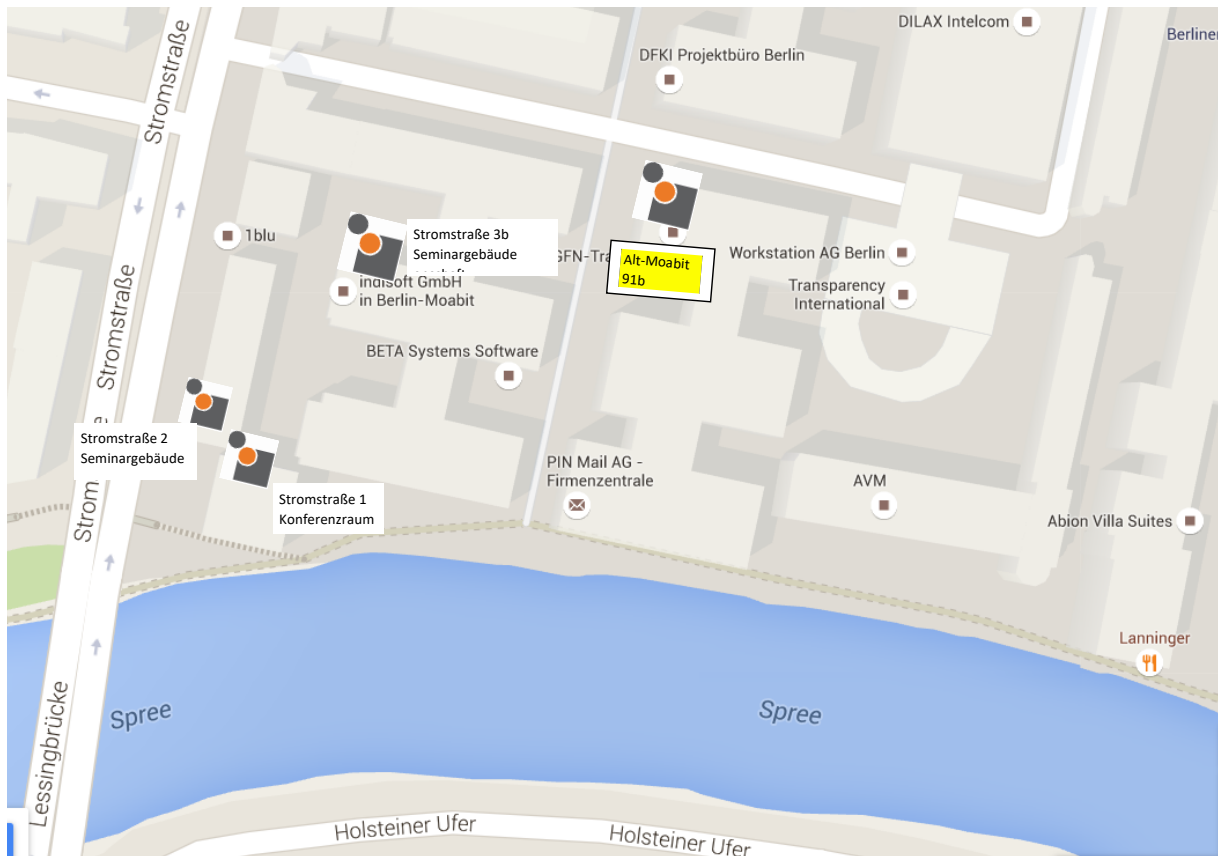 DILAX Intelcom
Berliner
DFKI Projektbüro Berlin
Stromstraße
Stromstraße 3b
Seminargebäude
1blu
GFN-Tra
Alt-Moabit
91b
Workstation AG Berlin
indisoft GmbH
in Berlin-Moabit
Transparency
International
Stromstraße
Stromstraße
BETA Systems Software
Stromstraße 2
Seminargebäude
Strom
PIN Mail AG -
Firmenzentrale
AVM
Stromstraße 1
Konferenzraum
Abion Villa Suites
Lanninger
Spree
Spree
Lessingbrücke
Holsteiner Ufer
Holsteiner Ufer